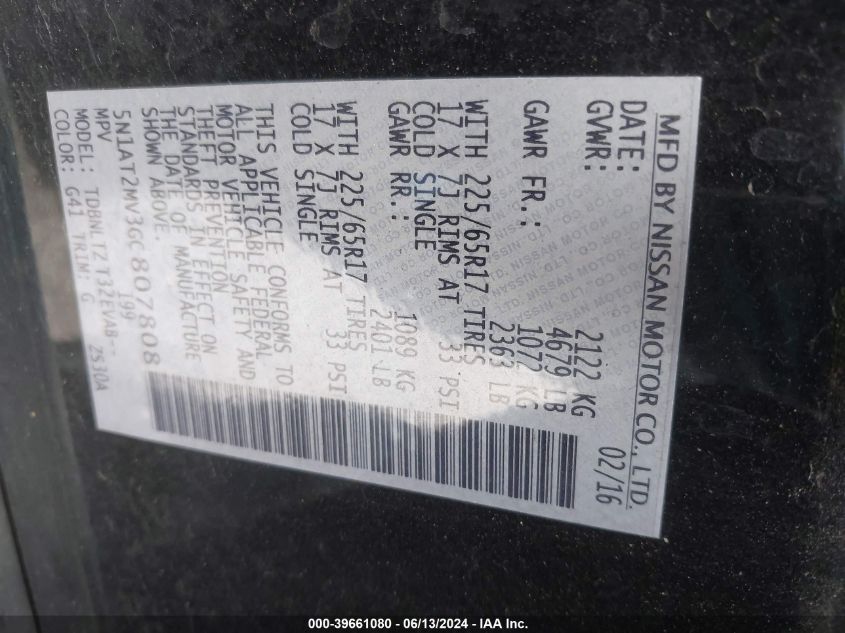 MFD BY NISSAN MOTOR CO., LTD.
DATE: 02/16
GVWR: 2122 KG
4679 LB
GAWR FR.: 1072 KG
2363 LB
WITH 225/65R17 TIRES
17 X 7J RIMS AT 33 PSI
COLD SINGLE
GAWR RR.: 1089 KG
2401 LB
WITH 225/65R17 TIRES
17 X 7J RIMS AT 33 PSI
COLD SINGLE
THIS VEHICLE CONFORMS TO
ALL APPLICABLE FEDERAL
MOTOR VEHICLE SAFETY AND
THEFT PREVENTION
STANDARDS IN EFFECT ON
THE DATE OF MANUFACTURE
SHOWN ABOVE.
5N1AT2MV3GC807808
MPV 199
MODEL: TDBNLTZ T32EVAB--
COLOR: G41 TRIM: G 2S30A
000-39661080 - 06/13/2024 - IAA Inc.